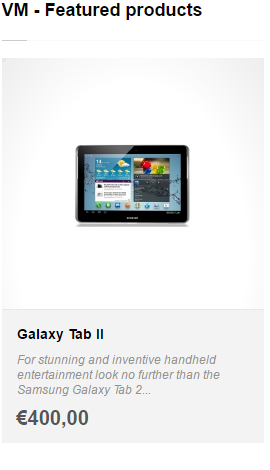 VM - Featured products
SAMSUNG
Galaxy Tab II
For stunning and inventive handheld
entertainment look no further than the
Samsung Galaxy Tab 2...
€400,00